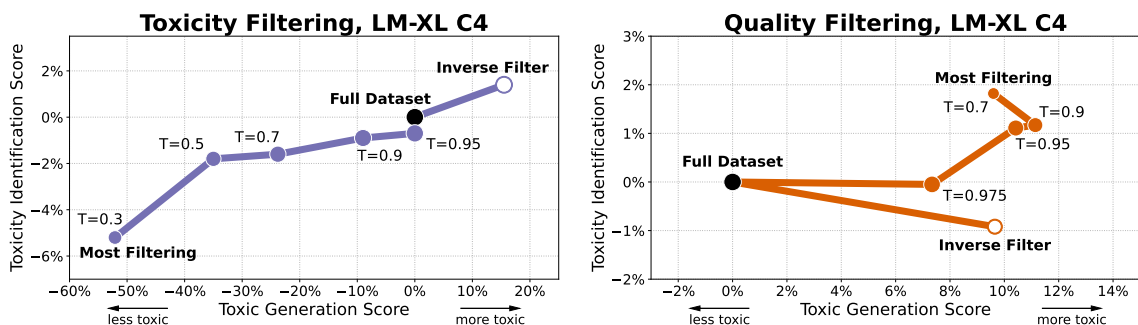 Toxicity Filtering, LM-XL C4
Toxicity Identification Score
2%
0%
−2%
−4%
−6%
Inverse Filter
Full Dataset
T=0.5
T=0.7
T=0.9
T=0.95
T=0.3
Most Filtering
−60% −50% −40% −30% −20% −10% 0% 10% 20%
Toxic Generation Score
less toxic
more toxic
Quality Filtering, LM-XL C4
Toxicity Identification Score
3%
2%
1%
0%
−1%
−2%
Most Filtering
T=0.7
T=0.9
T=0.95
Full Dataset
T=0.975
Inverse Filter
−2% 0% 2% 4% 6% 8% 10% 12% 14%
Toxic Generation Score
less toxic
more toxic